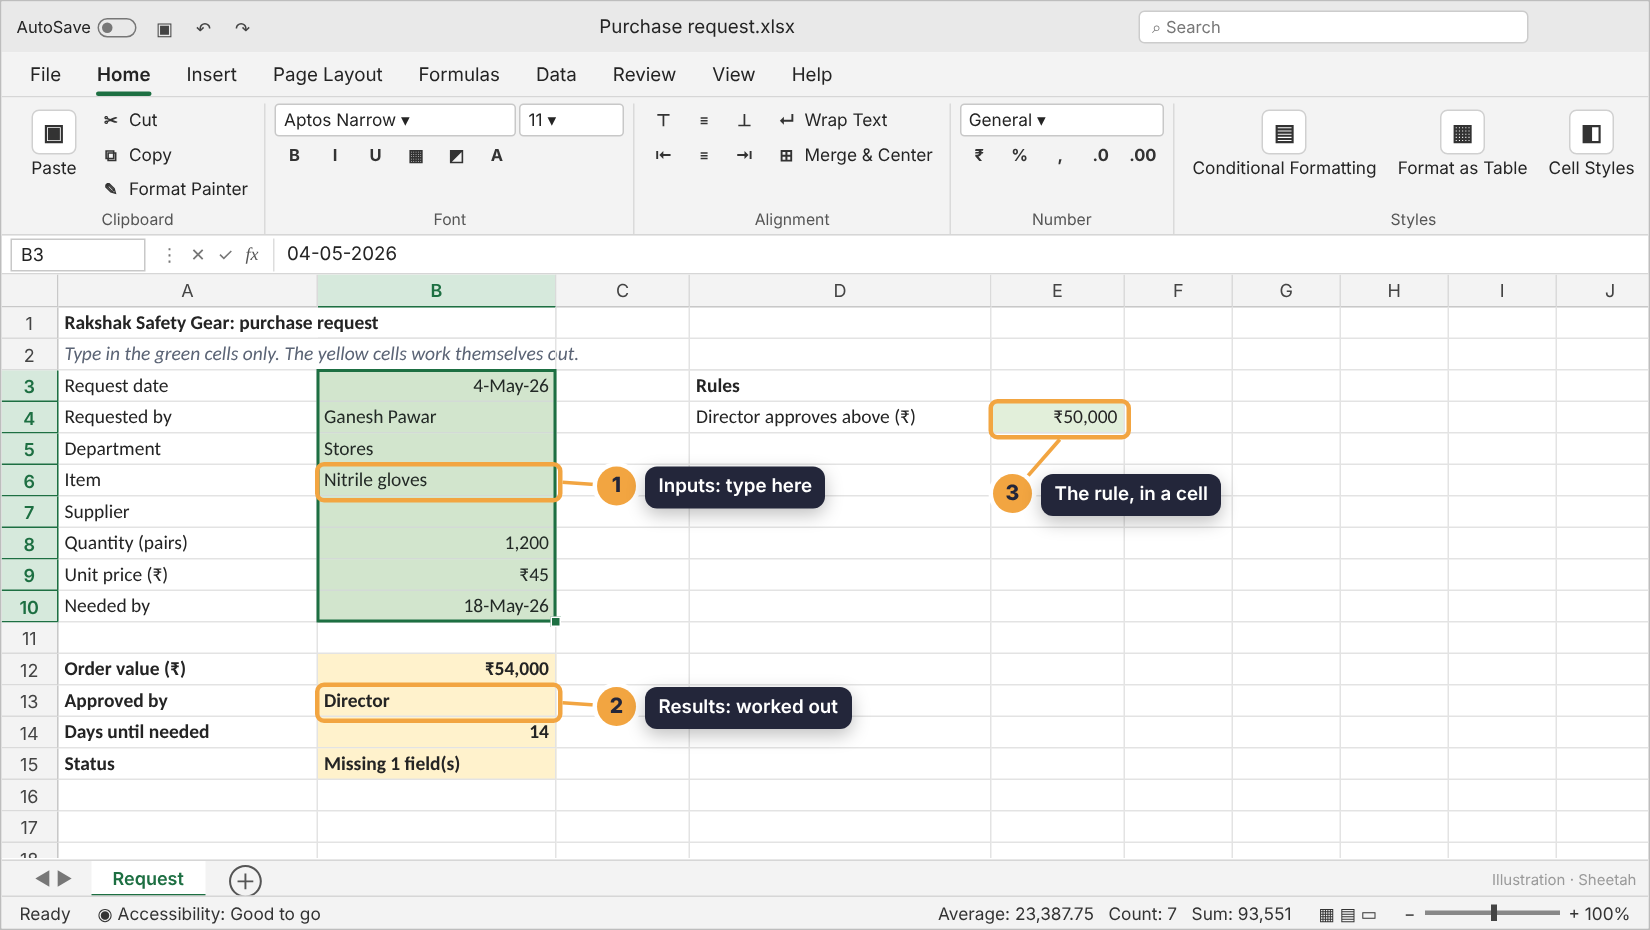 AutoSave Purchase request.xlsx Search
File Home Insert Page Layout Formulas Data Review View Help
Paste
Cut
Copy
Format Painter
Clipboard
Aptos Narrow 11
B I U A
Font
Wrap Text
Merge & Center
Alignment
General
₹ % , .0 .00
Number
Conditional Formatting Format as Table Cell Styles
Styles
B3 fx 04-05-2026
A B C D E F G H I J
1 Rakshak Safety Gear: purchase request
2 Type in the green cells only. The yellow cells work themselves out.
3 Request date 4-May-26 Rules
4 Requested by Ganesh Pawar Director approves above (₹) ₹50,000
5 Department Stores
6 Item Nitrile gloves 1 Inputs: type here
3 The rule, in a cell
7 Supplier
8 Quantity (pairs) 1,200
9 Unit price (₹) ₹45
10 Needed by 18-May-26
11
12 Order value (₹) ₹54,000
13 Approved by Director 2 Results: worked out
14 Days until needed 14
15 Status Missing 1 field(s)
16
17
18
Request Illustration · Sheetah
Ready Accessibility: Good to go Average: 23,387.75 Count: 7 Sum: 93,551 − + 100%